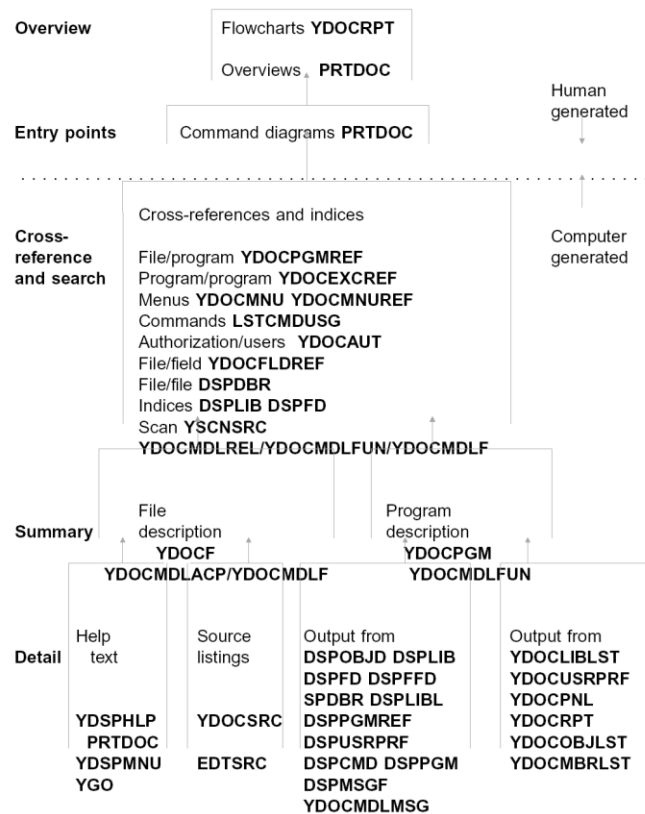 Overview
Flowcharts YDOCRPT
Overviews PRTDOC
Human
generated
Entry points
Command diagrams PRTDOC
Cross-references and indices
Cross-
reference
and search
Computer
generated
File/program YDOCPGMREF
Program/program YDOCEXCREF
Menus YDOCMNU YDOCMNUREF
Commands LSTCMDUSG
Authorization/users YDOCAUT
File/field YDOCFLDREF
File/file DSPDBR
Indices DSPLIB DSPFD
Scan YSCNSRC
YDOCMDLREL/YDOCMDLFUN/YDOCMDLF
Summary
File
description
YDOCF
YDOCMDLACP/YDOCMDLF
Program
description
YDOCPGM
YDOCMDLFUN
Detail
Help
text
YDSPHLP
PRTDOC
YDSPMNU
YGO
Source
listings
YDOCSRC
EDTSRC
Output from
DSPOBJD DSPLIB
DSPFD DSPFFD
SPDBR DSPLIBL
DSPPGMREF
DSPUSRPRF
DSPCMD DSPPGM
DSPMSGF
YDOCMDLMSG
Output from
YDOCLIBLST
YDOCUSRPRF
YDOCPNL
YDOCRPT
YDOCOBJLST
YDOCMBRLST